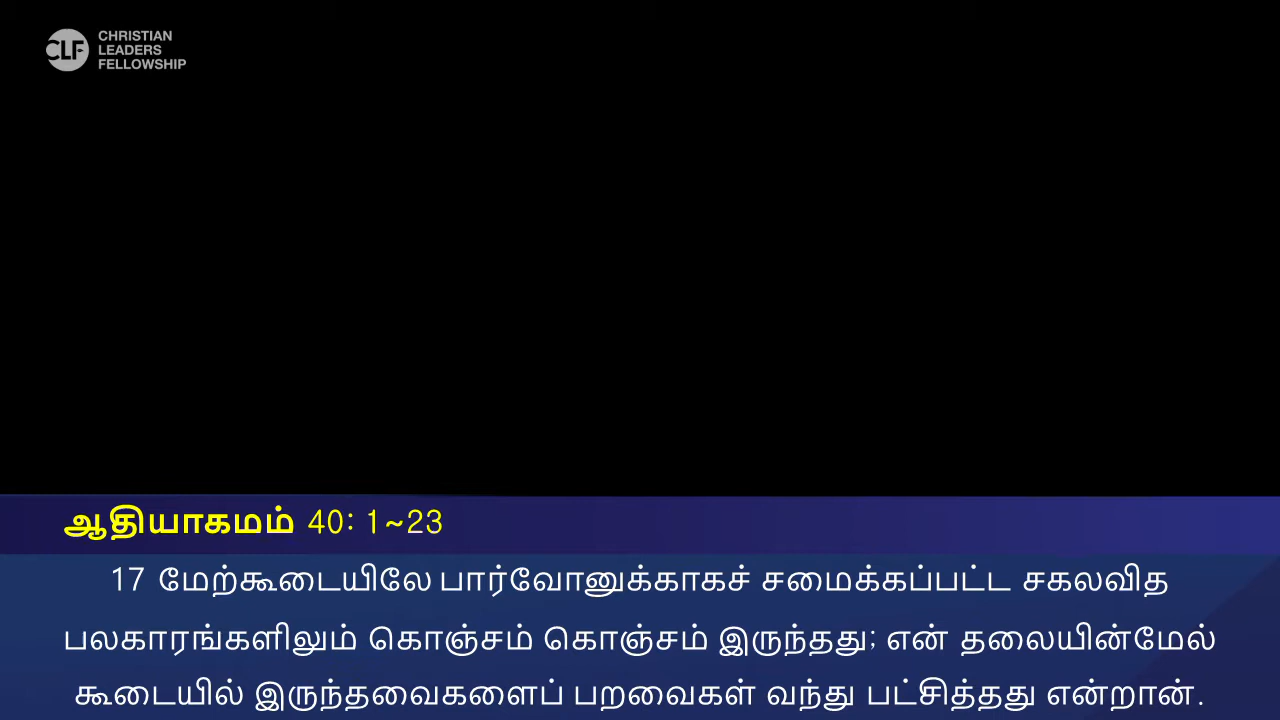 CLF
CHRISTIAN
LEADERS
FELLOWSHIP
ஆதியாகமம் 40: 1~23
17 மேற்கூடையிலே பார்வோனுக்காகச் சமைக்கப்பட்ட சகலவித
பலகாரங்களிலும் கொஞ்சம் கொஞ்சம் இருந்தது; என் தலையின்மேல்
கூடையில் இருந்தவைகளைப் பறவைகள் வந்து பட்சித்தது என்றான்.